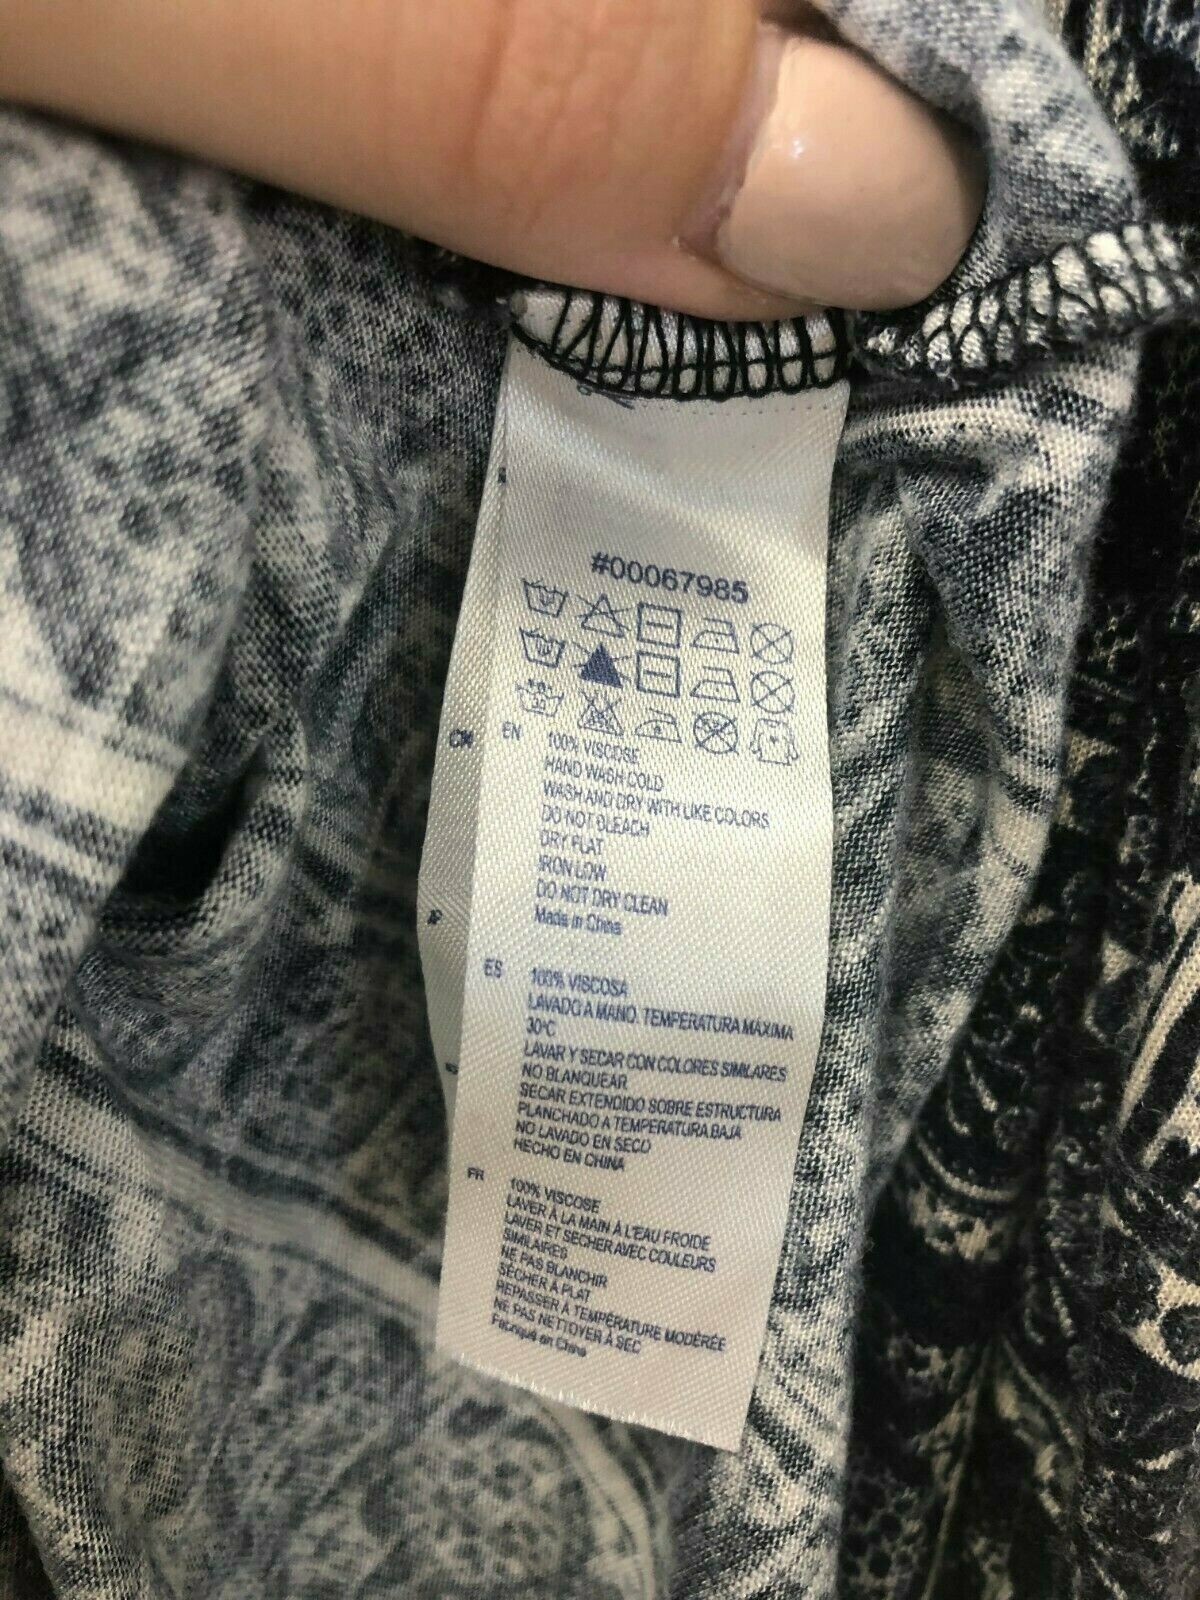 #00067985
CN
EN 100% VISCOSE
HAND WASH COLD
WASH AND DRY WITH LIKE COLORS
DO NOT BLEACH
DRY FLAT
IRON LOW
DO NOT DRY CLEAN
Made in China
ES 100% VISCOSA
LAVADO A MANO. TEMPERATURA MÁXIMA
30°C
LAVAR Y SECAR CON COLORES SIMILARES
NO BLANQUEAR
SECAR EXTENDIDO SOBRE ESTRUCTURA
PLANCHADO A TEMPERATURA BAJA
NO LAVADO EN SECO
HECHO EN CHINA
FR 100% VISCOSE
LAVER À LA MAIN À L'EAU FROIDE
LAVER ET SECHER AVEC COULEURS
SIMILAIRES
NE PAS BLANCHIR
SÉCHER À PLAT
REPASSER À TEMPÉRATURE MODÉRÉE
NE PAS NETTOYER À SEC
Fabriqué en Chine